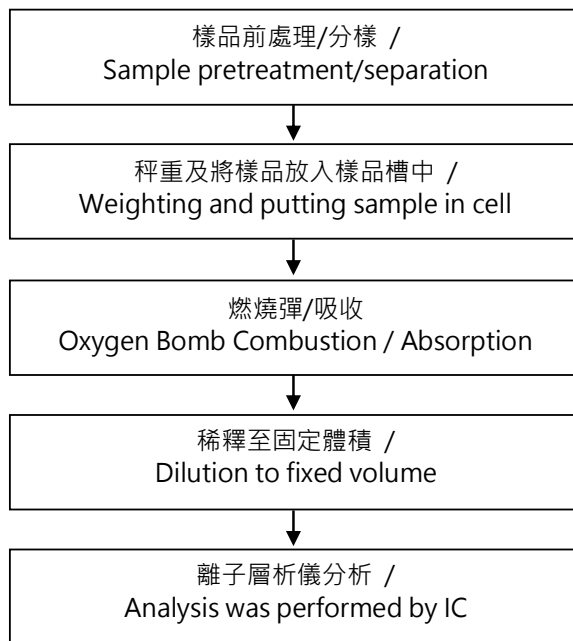 樣品前處理/分樣 /
Sample pretreatment/separation
秤重及將樣品放入樣品槽中 /
Weighting and putting sample in cell
燃燒彈/吸收
Oxygen Bomb Combustion / Absorption
稀釋至固定體積 /
Dilution to fixed volume
離子層析儀分析 /
Analysis was performed by IC